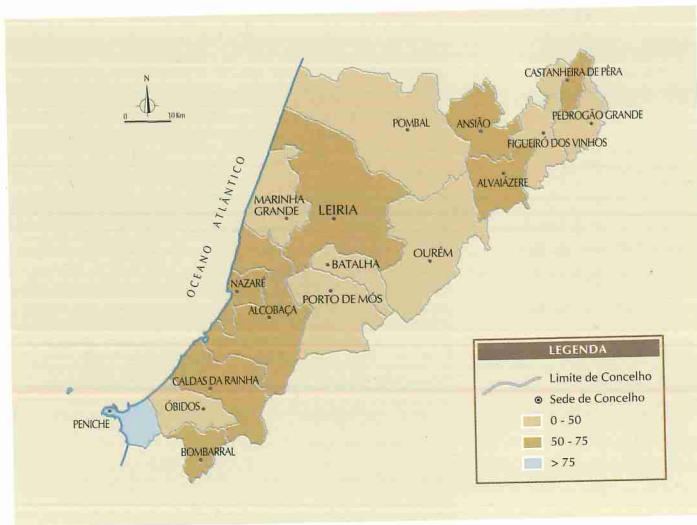 N
0 10 Km
OCEANO ATLÂNTICO
CASTANHEIRA DE PÊRA
PEDROGÃO GRANDE
POMBAL
ANSIÃO
FIGUEIRÓ DOS VINHOS
ALVAIÁZERE
MARINHA
GRANDE
LEIRIA
OURÉM
BATALHA
NAZARÉ
PORTO DE MÓS
ALCOBAÇA
CALDAS DA RAINHA
ÓBIDOS
PENICHE
BOMBARRAL
LEGENDA
Limite de Concelho
Sede de Concelho
0 - 50
50 - 75
> 75